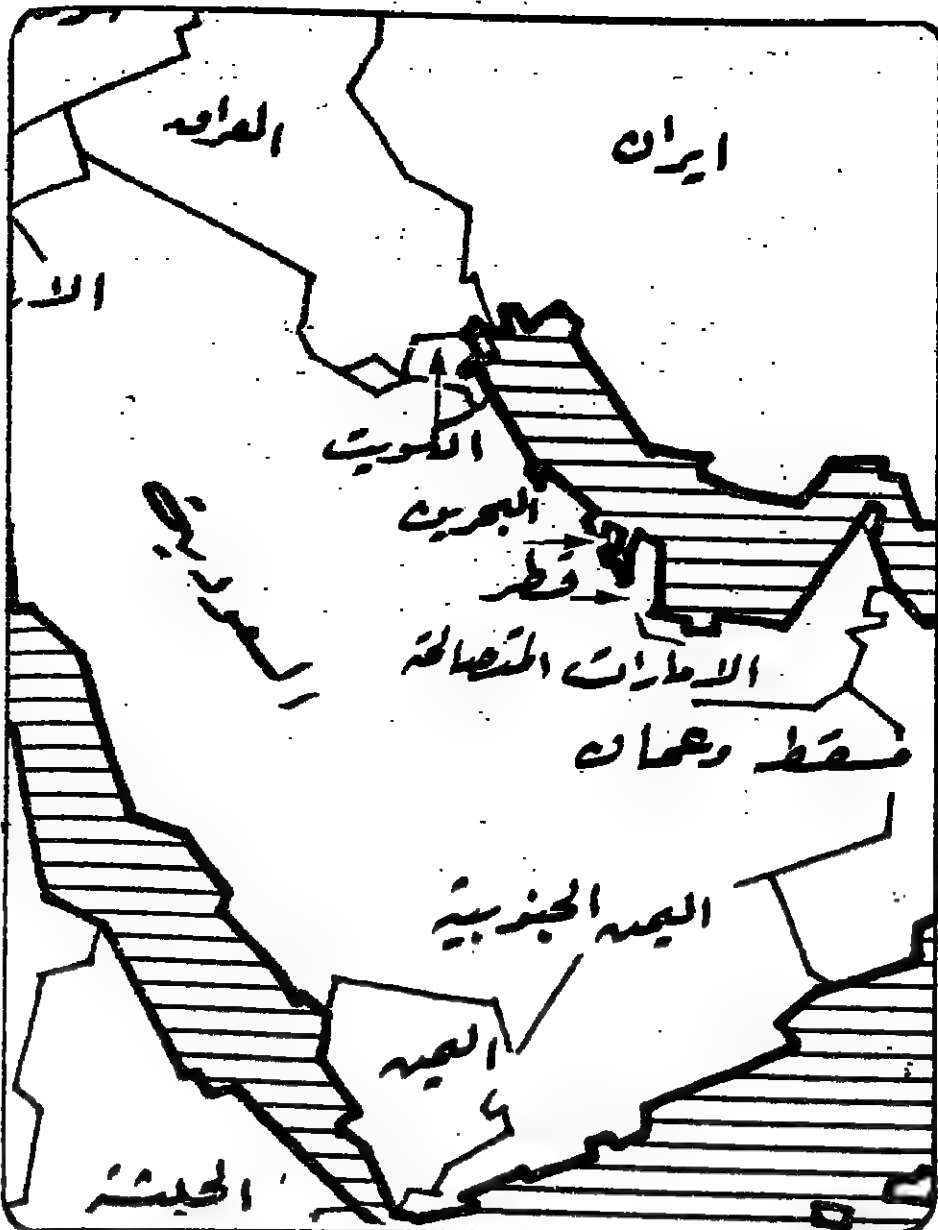 العراق
ايران
الكويت
البحرين
قطر
السعودية
الامارات المتصالحة
مسقط وعمان
اليمن الجنوبية
اليمن
الحبشة